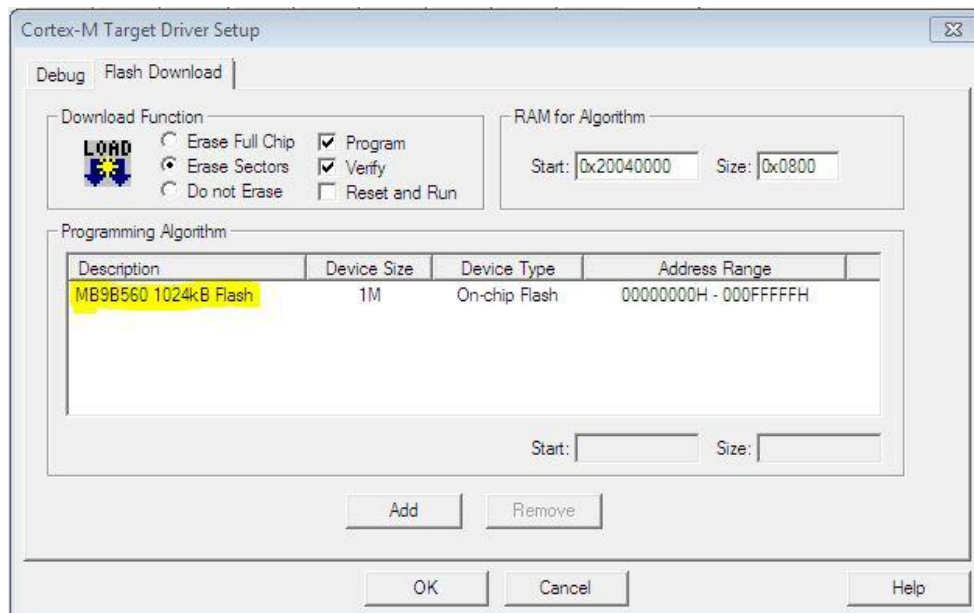 Cortex-M Target Driver Setup
Debug Flash Download
Download Function
LOAD
Erase Full Chip
Erase Sectors
Do not Erase
Program
Verify
Reset and Run
RAM for Algorithm
Start: 0x20040000 Size: 0x0800
Programming Algorithm
Description Device Size Device Type Address Range
MB9B560 1024kB Flash 1M On-chip Flash 00000000H - 000FFFFFH
Start: Size:
Add Remove
OK Cancel Help